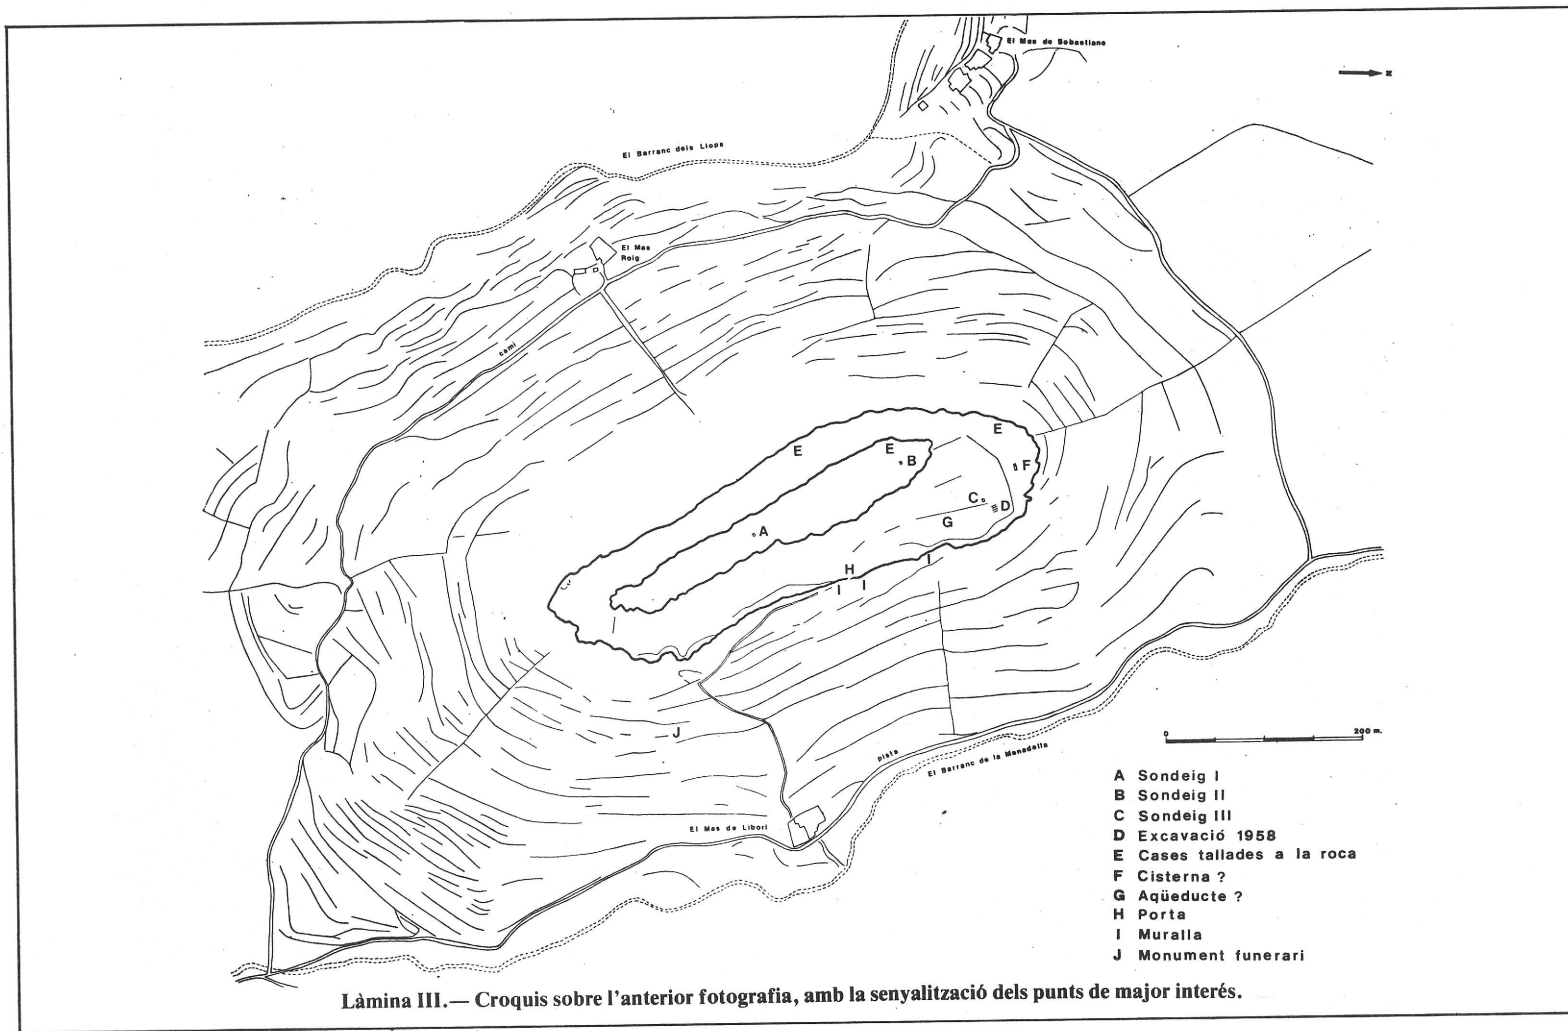 El Mas de Sebastiane
N
El Barranc dels Llops
El Mas
Roig
camí
E
E
E
B
F
C
D
G
A
I
H
I
I
J
pista
El Barranc de la Menadella
El Mas de Libori
0
200 m.
A Sondeig I
B Sondeig II
C Sondeig III
D Excavació 1958
E Cases tallades a la roca
F Cisterna ?
G Aqüeducte ?
H Porta
I Muralla
J Monument funerari
Làmina III.— Croquis sobre l'anterior fotografia, amb la senyalització dels punts de major interés.